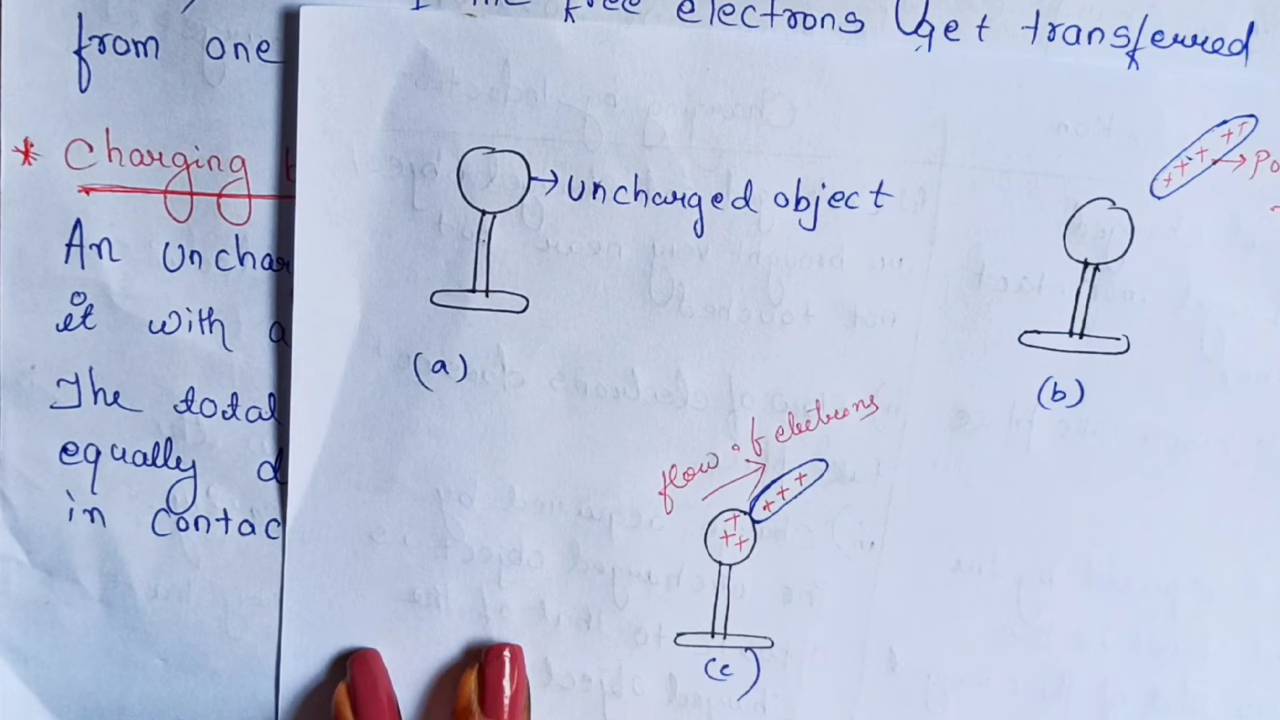 the free electrons get transferred
from one
* Charging
An unchar
it with a
The total
equally d
in contac
uncharged object
+ + + + +
Po
(a)
(b)
flow of electrons
+ + +
+
+ +
(c)